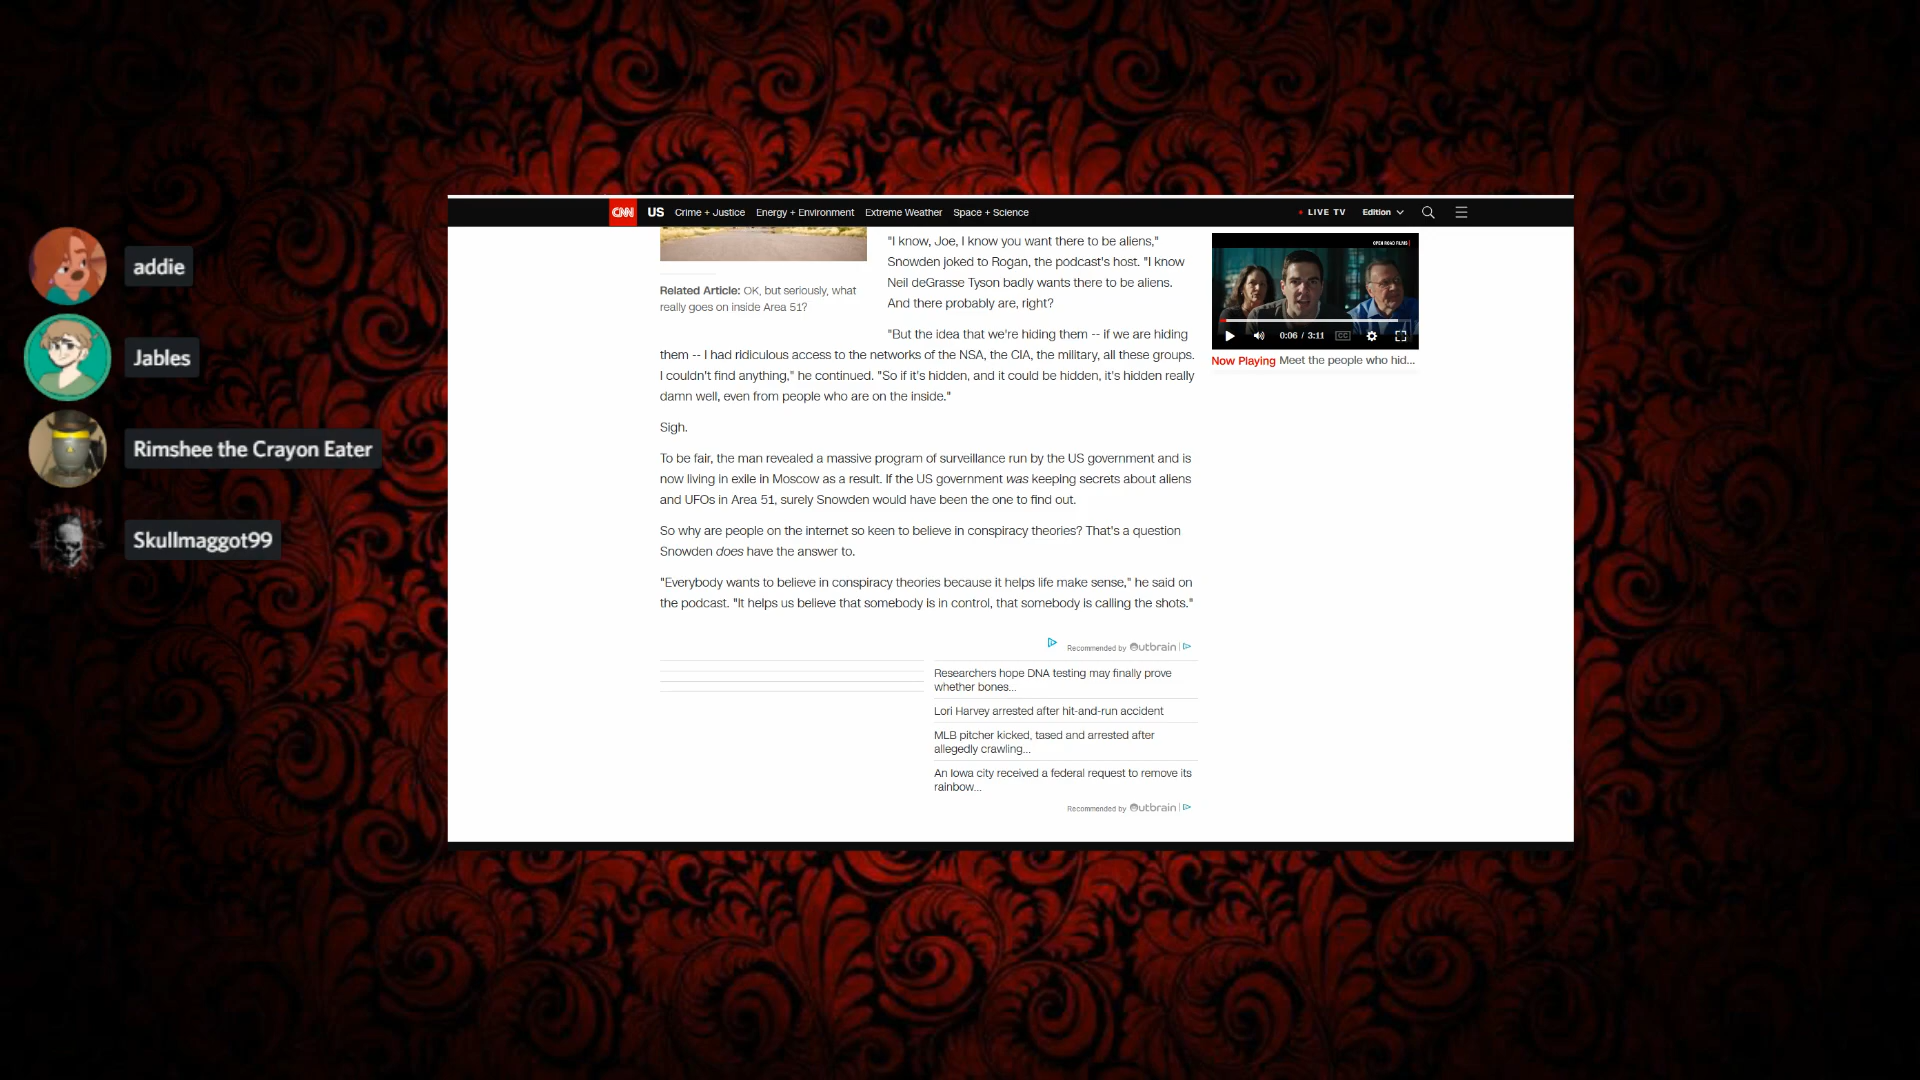 addie
Jables
Rimshee the Crayon Eater
Skullmaggot99
CNN US Crime + Justice Energy + Environment Extreme Weather Space + Science LIVE TV Edition
Related Article: OK, but seriously, what
really goes on inside Area 51?
"I know, Joe, I know you want there to be aliens,"
Snowden joked to Rogan, the podcast's host. "I know
Neil deGrasse Tyson badly wants there to be aliens.
And there probably are, right?
"But the idea that we're hiding them -- if we are hiding
them -- I had ridiculous access to the networks of the NSA, the CIA, the military, all these groups.
I couldn't find anything," he continued. "So if it's hidden, and it could be hidden, it's hidden really
damn well, even from people who are on the inside."
Sigh.
To be fair, the man revealed a massive program of surveillance run by the US government and is
now living in exile in Moscow as a result. If the US government was keeping secrets about aliens
and UFOs in Area 51, surely Snowden would have been the one to find out.
So why are people on the internet so keen to believe in conspiracy theories? That's a question
Snowden does have the answer to.
"Everybody wants to believe in conspiracy theories because it helps life make sense," he said on
the podcast. "It helps us believe that somebody is in control, that somebody is calling the shots."
Recommended by Outbrain
Researchers hope DNA testing may finally prove
whether bones...
Lori Harvey arrested after hit-and-run accident
MLB pitcher kicked, tased and arrested after
allegedly crawling...
An Iowa city received a federal request to remove its
rainbow...
Recommended by Outbrain
OPEN ROAD FILMS
0:06 / 3:11 CC
Now Playing Meet the people who hid...